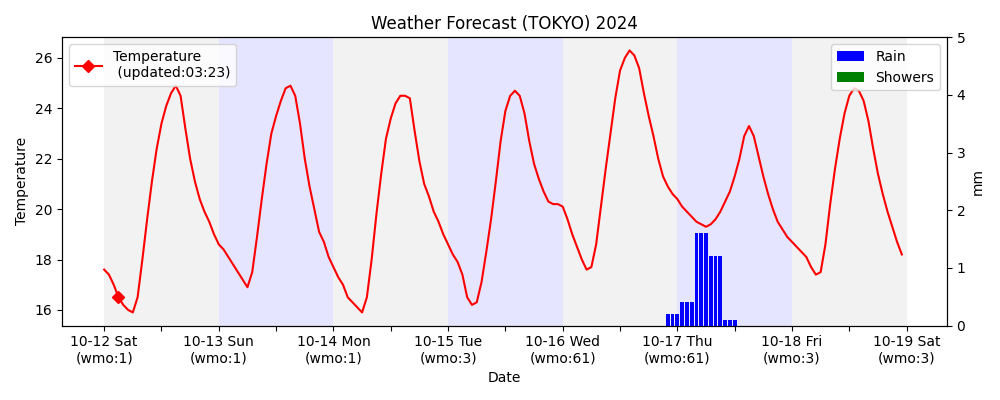 Weather Forecast (TOKYO) 2024
Temperature
(updated:03:23)
Rain
Showers
Temperature
26
24
22
20
18
16
5
4
3
2
1
0
mm
10-12 Sat 10-13 Sun 10-14 Mon 10-15 Tue 10-16 Wed 10-17 Thu 10-18 Fri 10-19 Sat
(wmo:1) (wmo:1) (wmo:1) (wmo:3) (wmo:61) (wmo:61) (wmo:3) (wmo:3)
Date